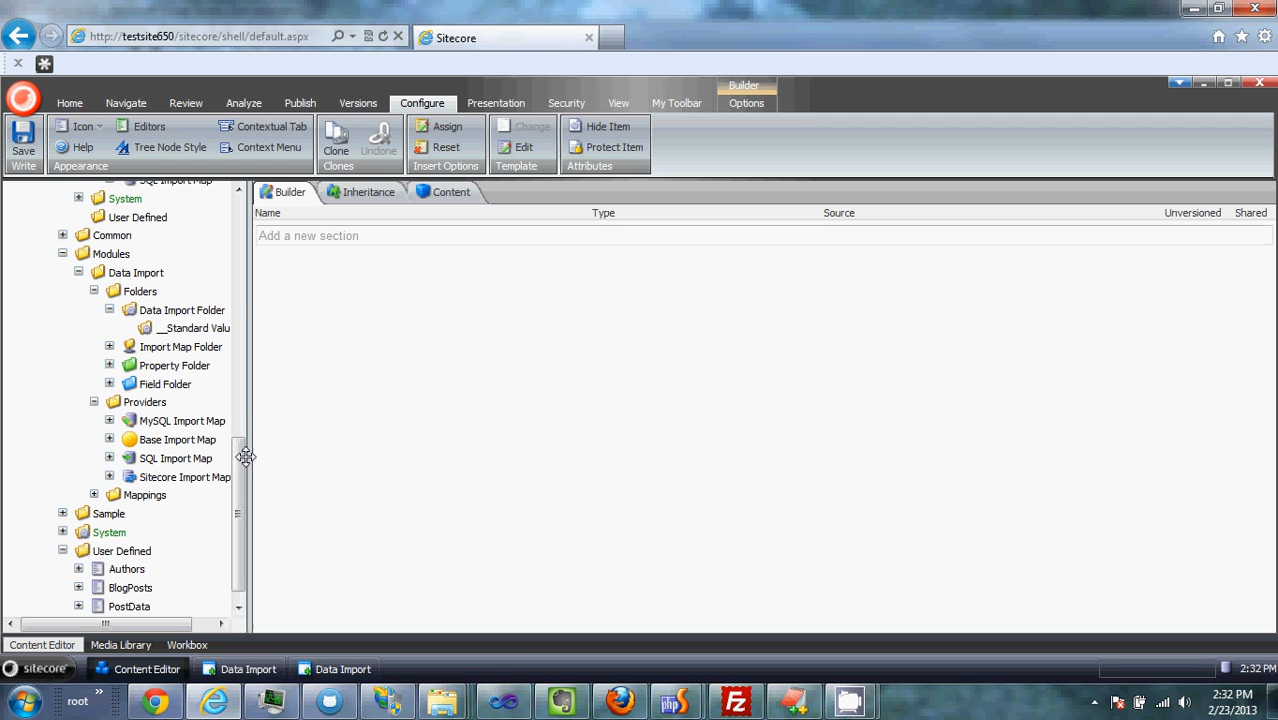 http://testsite650/sitecore/shell/default.aspx
Sitecore
Builder
Home
Navigate
Review
Analyze
Publish
Versions
Configure
Presentation
Security
View
My Toolbar
Options
Save
Write
Icon
Editors
Contextual Tab
Help
Tree Node Style
Context Menu
Appearance
Clone
Unclone
Clones
Assign
Reset
Insert Options
Change
Edit
Template
Hide Item
Protect Item
Attributes
SQL Import Map
System
User Defined
Common
Modules
Data Import
Folders
Data Import Folder
__Standard Valu
Import Map Folder
Property Folder
Field Folder
Providers
MySQL Import Map
Base Import Map
SQL Import Map
Sitecore Import Map
Mappings
Sample
System
User Defined
Authors
BlogPosts
PostData
Builder
Inheritance
Content
Name
Type
Source
Unversioned
Shared
Add a new section
Content Editor
Media Library
Workbox
sitecore
Content Editor
Data Import
Data Import
2:32 PM
root
php
Fz
2:32 PM
2/23/2013